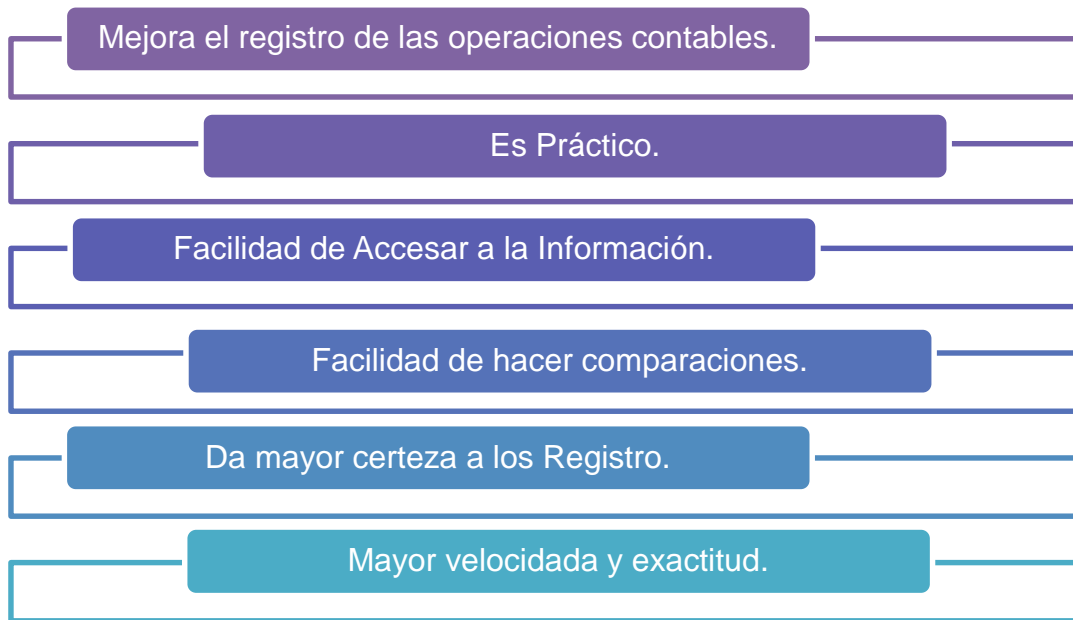 Mejora el registro de las operaciones contables.
Es Práctico.
Facilidad de Accesar a la Información.
Facilidad de hacer comparaciones.
Da mayor certeza a los Registro.
Mayor velocidada y exactitud.